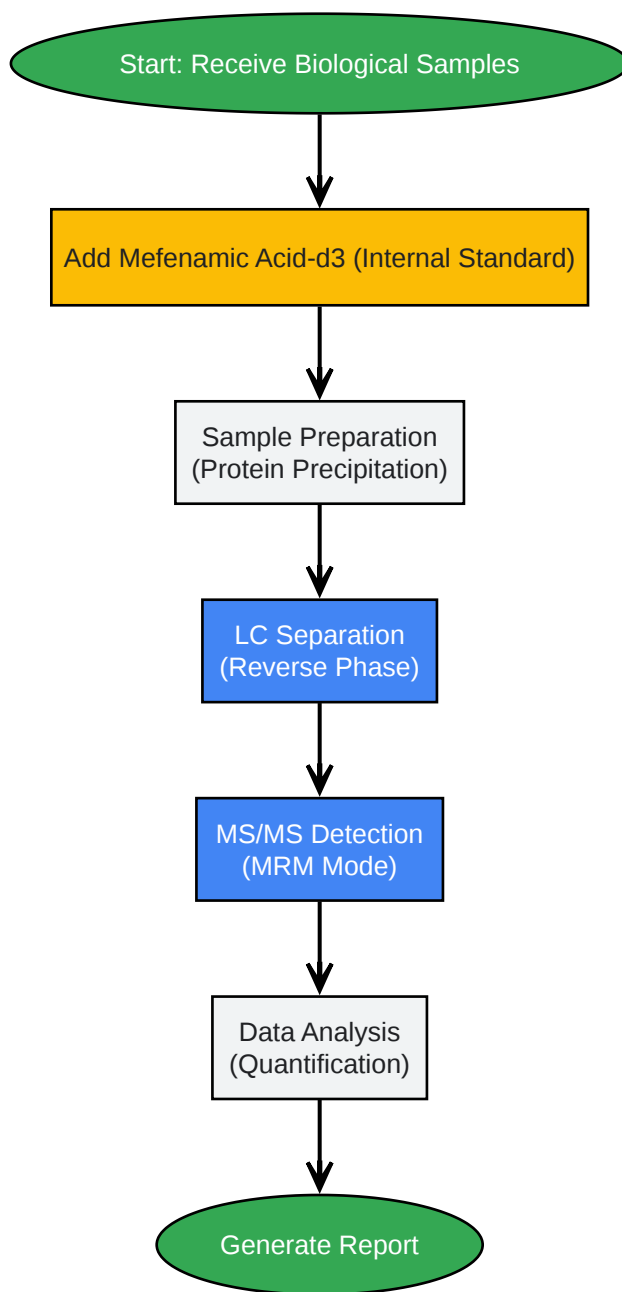 Start: Receive Biological Samples
Add Mefenamic Acid-d3 (Internal Standard)
Sample Preparation
(Protein Precipitation)
LC Separation
(Reverse Phase)
MS/MS Detection
(MRM Mode)
Data Analysis
(Quantification)
Generate Report